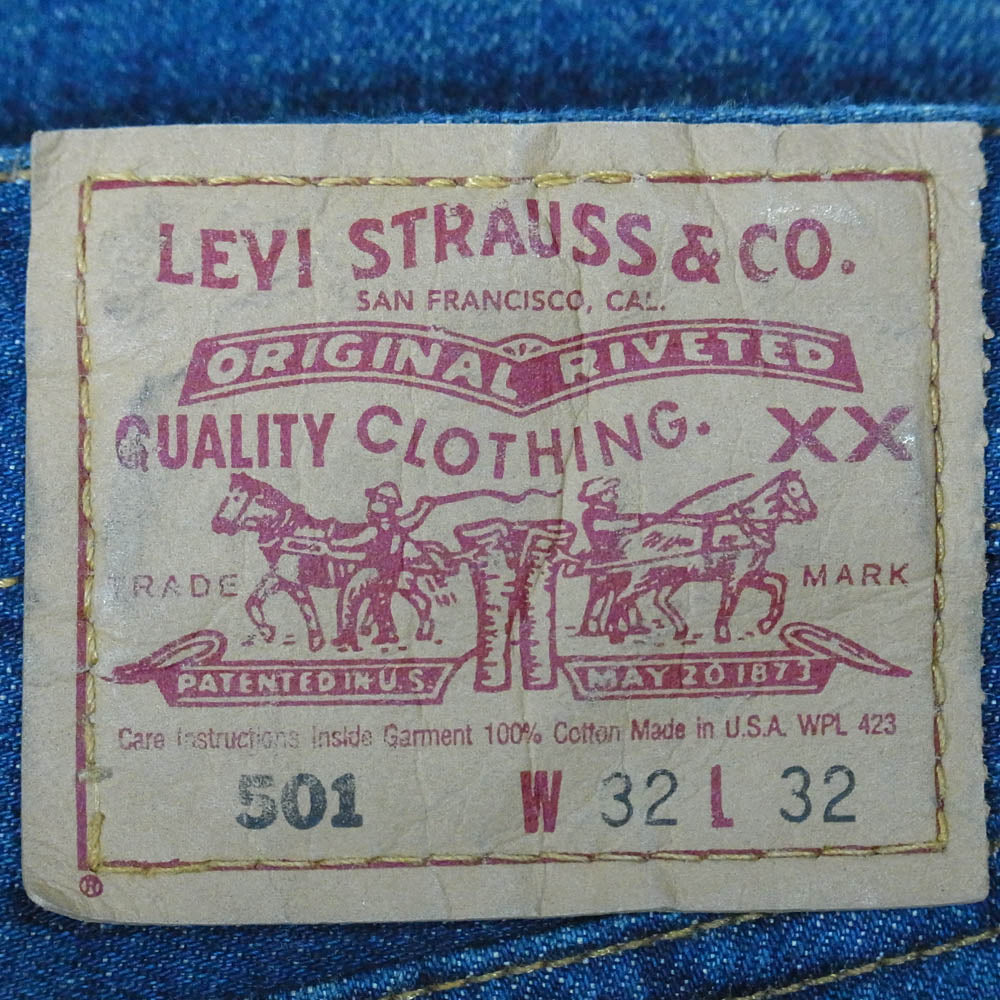 LEVI STRAUSS & CO.
SAN FRANCISCO, CAL.
ORIGINAL RIVETED
QUALITY CLOTHING. XX
TRADE MARK
PATENTED IN U.S. MAY 20 1873
Care Instructions Inside Garment 100% Cotton Made in U.S.A. WPL 423
501 W 32 L 32
®